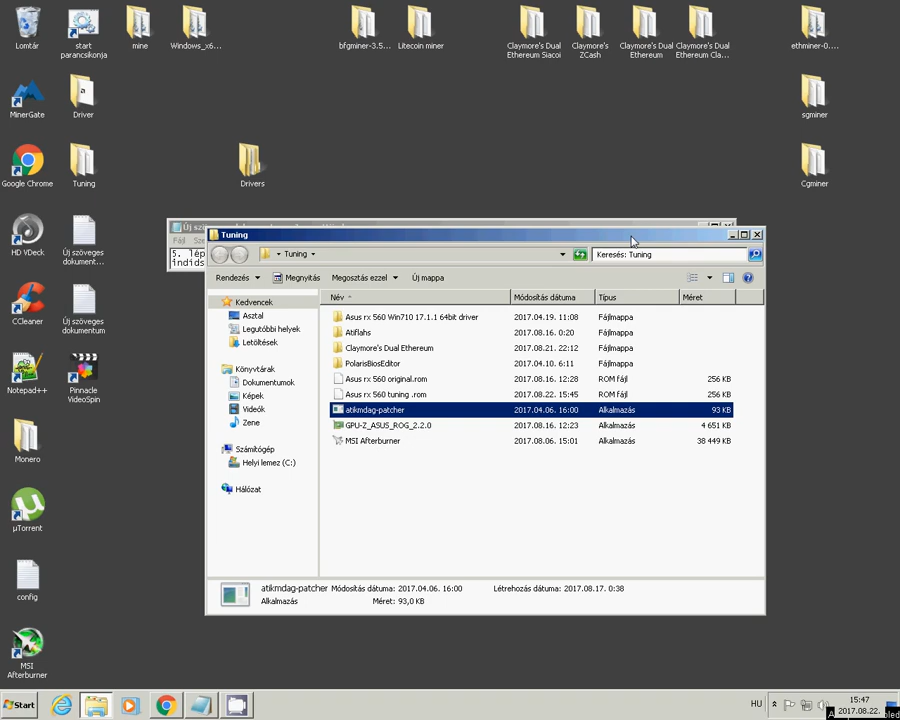 Lomtár
start parancsikonja
mine
Windows_x6...
bfgminer-3.5...
Litecoin miner
Claymore's Dual Ethereum Siacoi
Claymore's ZCash
Claymore's Dual Ethereum
Claymore's Dual Ethereum Cla...
ethminer-0....
MinerGate
Driver
sgminer
Google Chrome
Tuning
Drivers
Cgminer
HD VDeck
Új szöveges dokument...
CCleaner
Új szöveges dokumentum
Notepad++
Pinnacle VideoSpin
Monero
µTorrent
config
MSI Afterburner
Fájl
5. lép
indíds
Tuning
Tuning
Keresés: Tuning
Rendezés
Megnyitás
Megosztás ezzel
Új mappa
Kedvencek
Asztal
Legutóbbi helyek
Letöltések
Könyvtárak
Dokumentumok
Képek
Videók
Zene
Számítógép
Helyi lemez (C:)
Hálózat
Név Módosítás dátuma Típus Méret
Asus rx 560 Win710 17.1.1 64bit driver 2017.04.19. 11:08 Fájlmappa
Atiflahs 2017.08.16. 0:20 Fájlmappa
Claymore's Dual Ethereum 2017.08.21. 22:12 Fájlmappa
PolarisBiosEditor 2017.04.10. 6:11 Fájlmappa
Asus rx 560 original.rom 2017.08.16. 12:28 ROM fájl 256 KB
Asus rx 560 tuning .rom 2017.08.22. 15:45 ROM fájl 256 KB
atikmdag-patcher 2017.04.06. 16:00 Alkalmazás 93 KB
GPU-Z_ASUS_ROG_2.2.0 2017.08.16. 12:23 Alkalmazás 4 651 KB
MSI Afterburner 2017.08.06. 15:01 Alkalmazás 38 449 KB
atikmdag-patcher Módosítás dátuma: 2017.04.06. 16:00 Létrehozás dátuma: 2017.08.17. 0:38
Alkalmazás Méret: 93,0 KB
Start
HU
15:47
2017.08.22.